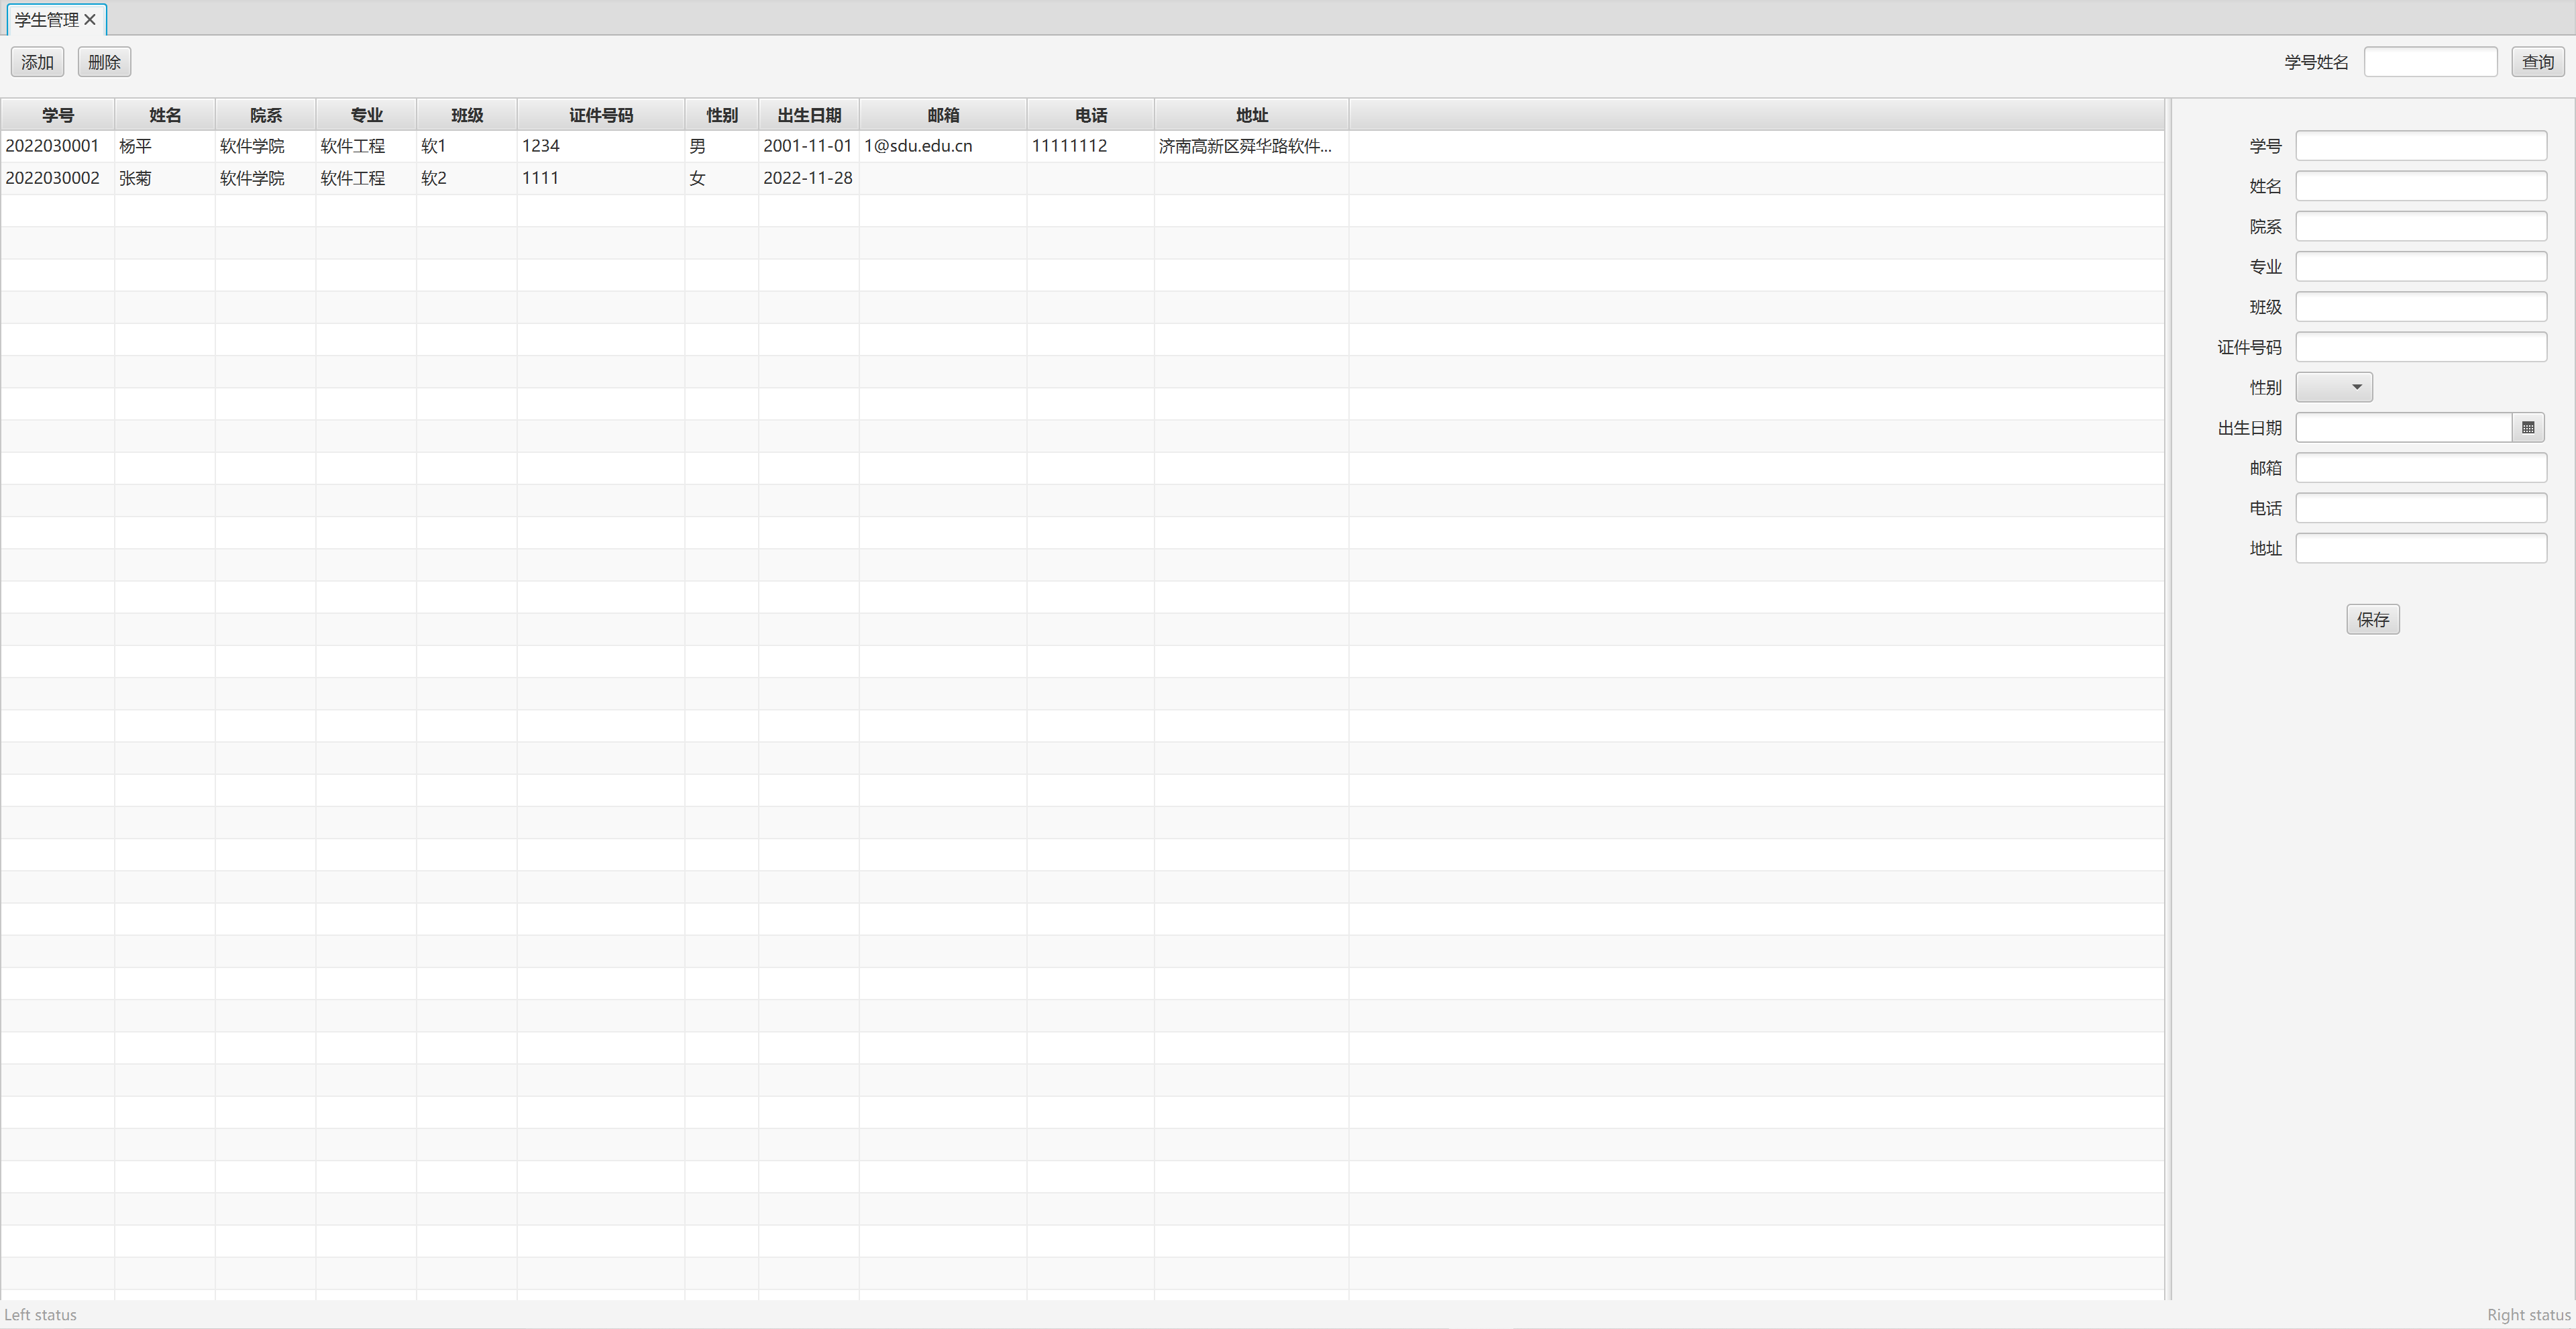 学生管理
添加 删除 学号姓名 查询
学号 姓名 院系 专业 班级 证件号码 性别 出生日期 邮箱 电话 地址
2022030001 杨平 软件学院 软件工程 软1 1234 男 2001-11-01 1@sdu.edu.cn 11111112 济南高新区舜华路软件...
2022030002 张菊 软件学院 软件工程 软2 1111 女 2022-11-28
学号
姓名
院系
专业
班级
证件号码
性别
出生日期
邮箱
电话
地址
保存
Left status Right status